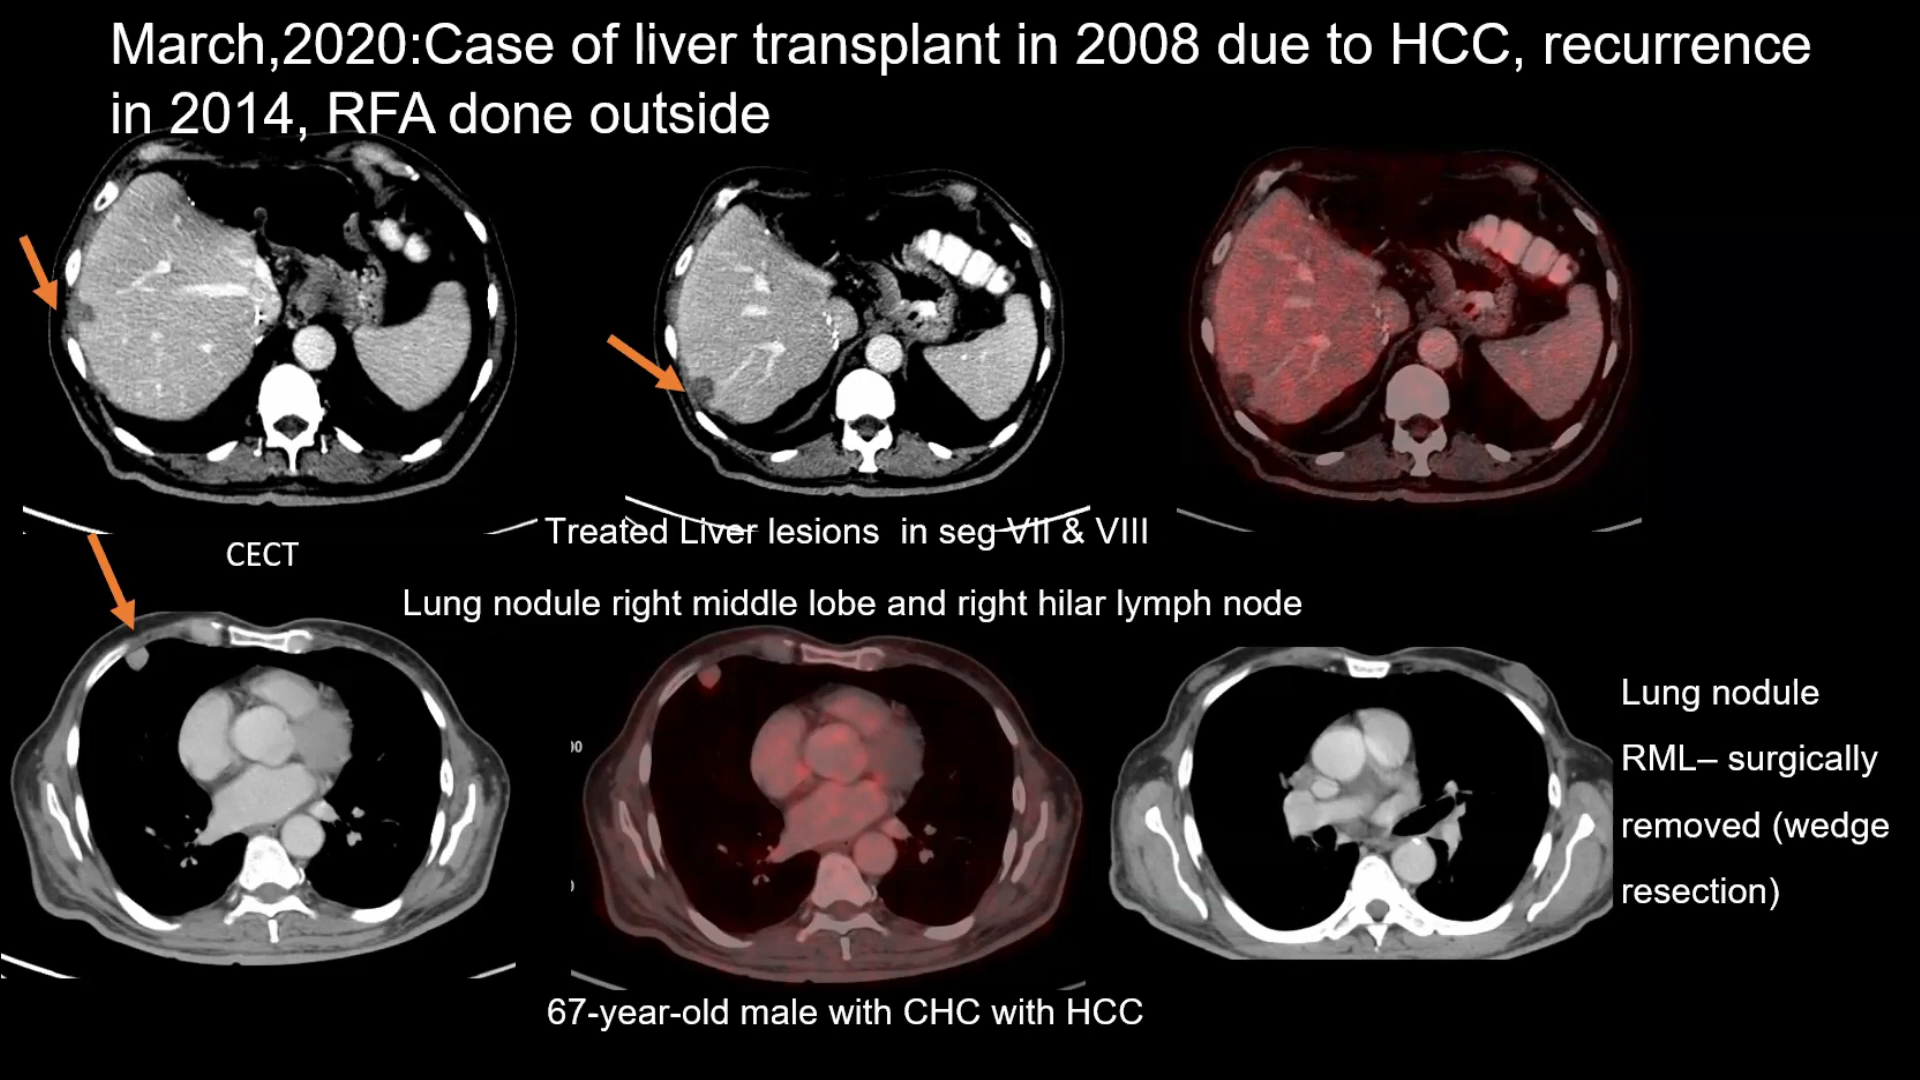 March,2020:Case of liver transplant in 2008 due to HCC, recurrence
in 2014, RFA done outside
Treated Liver lesions in seg VII & VIII
CECT
Lung nodule right middle lobe and right hilar lymph node
Lung nodule
RML– surgically
removed (wedge
resection)
67-year-old male with CHC with HCC